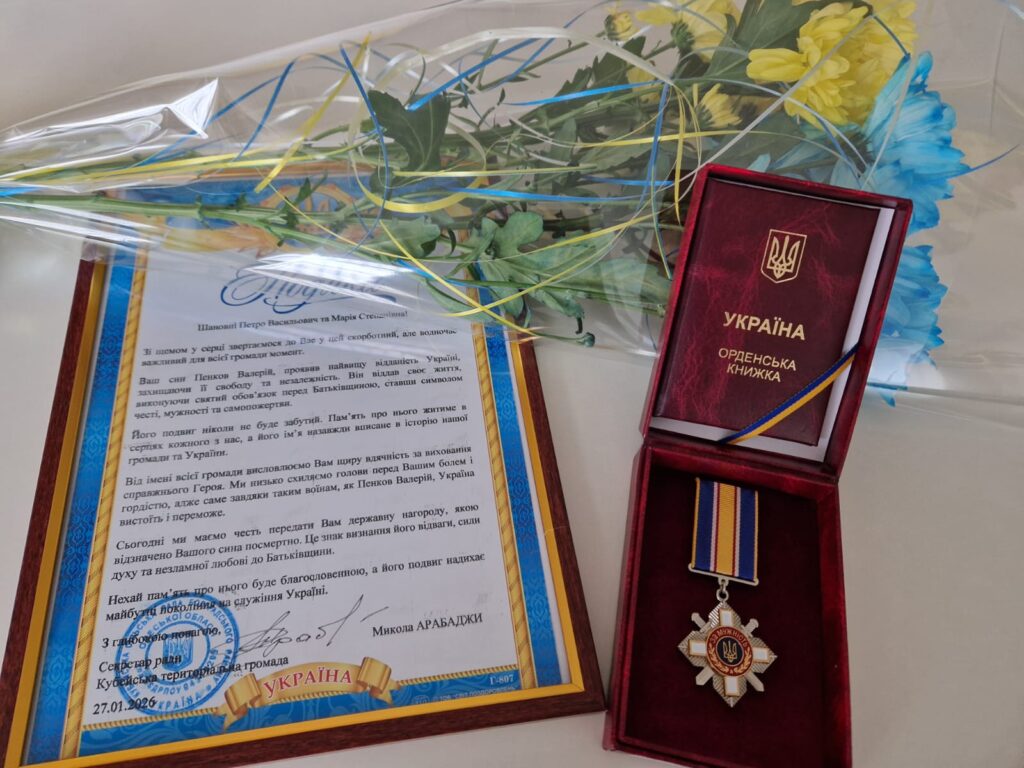 Подяка
Шановні Петро Васильович та Марія Степанівна!
Зі щемом у серці звертаємося до Вас у цей скорботний, але водночас
важливий для всієї громади момент.
Ваш син Пенков Валерій, проявив найвищу відданість Україні,
захищаючи її свободу та незалежність. Він віддав своє життя,
виконуючи святий обов'язок перед Батьківщиною, ставши символом
честі, мужності та самопожертви.
Його подвиг ніколи не буде забутий. Пам'ять про нього житиме в
серцях кожного з нас, а його ім'я назавжди вписане в історію нашої
громади та України.
Від імені всієї громади висловлюємо Вам щиру вдячність за виховання
справжнього Героя. Ми низько схиляємо голови перед Вашим болем і
гордістю, адже саме завдяки таким воїнам, як Пенков Валерій, Україна
вистоїть і переможе.
Сьогодні ми маємо честь передати Вам державну нагороду, якою
відзначено Вашого сина посмертно. Це знак визнання його відваги, сили
духу та незламної любові до Батьківщини.
Нехай пам'ять про нього буде благословенною, а його подвиг надихає
майбутні покоління на служіння Україні.
З глибокою повагою,
Секретар ради
Микола АРАБАДЖИ
Кубейська територіальна громада
27.01.2026
УКРАЇНА
Г-807
УКРАЇНА
ОРДЕНСЬКА
КНИЖКА
ЗА МУЖНІСТЬ